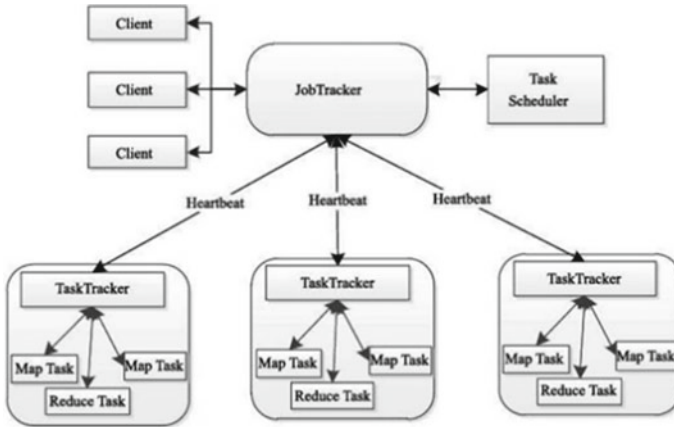 Client
Client
Client
JobTracker
Task
Scheduler
Heartbeat
Heartbeat
Heartbeat
TaskTracker
Map Task
Map Task
Reduce Task
TaskTracker
Map Task
Map Task
Reduce Task
TaskTracker
Map Task
Map Task
Reduce Task